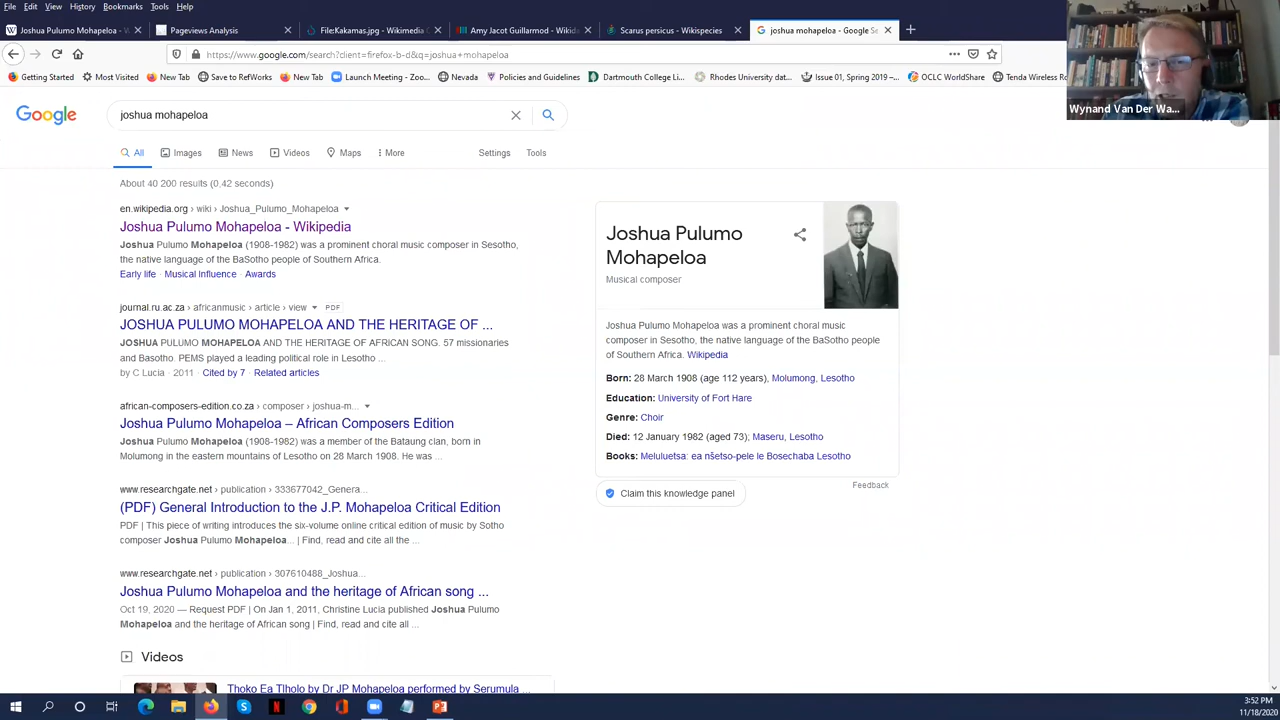 File Edit View History Bookmarks Tools Help
Joshua Pulumo Mohapeloa - W
Pageviews Analysis
File:Kakamas.jpg - Wikimedia C
Amy Jacot Guillarmod - Wikid
Scarus persicus - Wikispecies
joshua mohapeloa - Google Se
https://www.google.com/search?client=firefox-b-d&q=joshua+mohapeloa
Getting Started
Most Visited
New Tab
Save to RefWorks
New Tab
Launch Meeting - Zoo...
Nevada
Policies and Guidelines
Dartmouth College Li...
Rhodes University dat...
Issue 01, Spring 2019 –...
OCLC WorldShare
Tenda Wireless Ro
Wynand Van Der Wa...
Google
joshua mohapeloa
All
Images
News
Videos
Maps
More
Settings
Tools
About 40 200 results (0,42 seconds)
en.wikipedia.org › wiki › Joshua_Pulumo_Mohapeloa
Joshua Pulumo Mohapeloa - Wikipedia
Joshua Pulumo Mohapeloa (1908-1982) was a prominent choral music composer in Sesotho,
the native language of the BaSotho people of Southern Africa.
Early life · Musical Influence · Awards
journal.ru.ac.za › africanmusic › article › view PDF
JOSHUA PULUMO MOHAPELOA AND THE HERITAGE OF ...
JOSHUA PULUMO MOHAPELOA AND THE HERITAGE OF AFRICAN SONG. 57 missionaries
and Basotho. PEMS played a leading political role in Lesotho ...
by C Lucia · 2011 · Cited by 7 · Related articles
african-composers-edition.co.za › composer › joshua-m...
Joshua Pulumo Mohapeloa – African Composers Edition
Joshua Pulumo Mohapeloa (1908-1982) was a member of the Bataung clan, born in
Molumong in the eastern mountains of Lesotho on 28 March 1908. He was ...
www.researchgate.net › publication › 333677042_Genera...
(PDF) General Introduction to the J.P. Mohapeloa Critical Edition
PDF | This piece of writing introduces the six-volume online critical edition of music by Sotho
composer Joshua Pulumo Mohapeloa... | Find, read and cite all the ...
www.researchgate.net › publication › 307610488_Joshua...
Joshua Pulumo Mohapeloa and the heritage of African song ...
Oct 19, 2020 — Request PDF | On Jan 1, 2011, Christine Lucia published Joshua Pulumo
Mohapeloa and the heritage of African song | Find, read and cite all ...
Videos
Thoko Ea Tlholo by Dr JP Mohapeloa performed by Serumula ...
Joshua Pulumo
Mohapeloa
Musical composer
Joshua Pulumo Mohapeloa was a prominent choral music
composer in Sesotho, the native language of the BaSotho people
of Southern Africa. Wikipedia
Born: 28 March 1908 (age 112 years), Molumong, Lesotho
Education: University of Fort Hare
Genre: Choir
Died: 12 January 1982 (aged 73), Maseru, Lesotho
Books: Meluluetsa: ea nšetso-pele le Bosechaba Lesotho
Feedback
Claim this knowledge panel
3:52 PM
11/18/2020